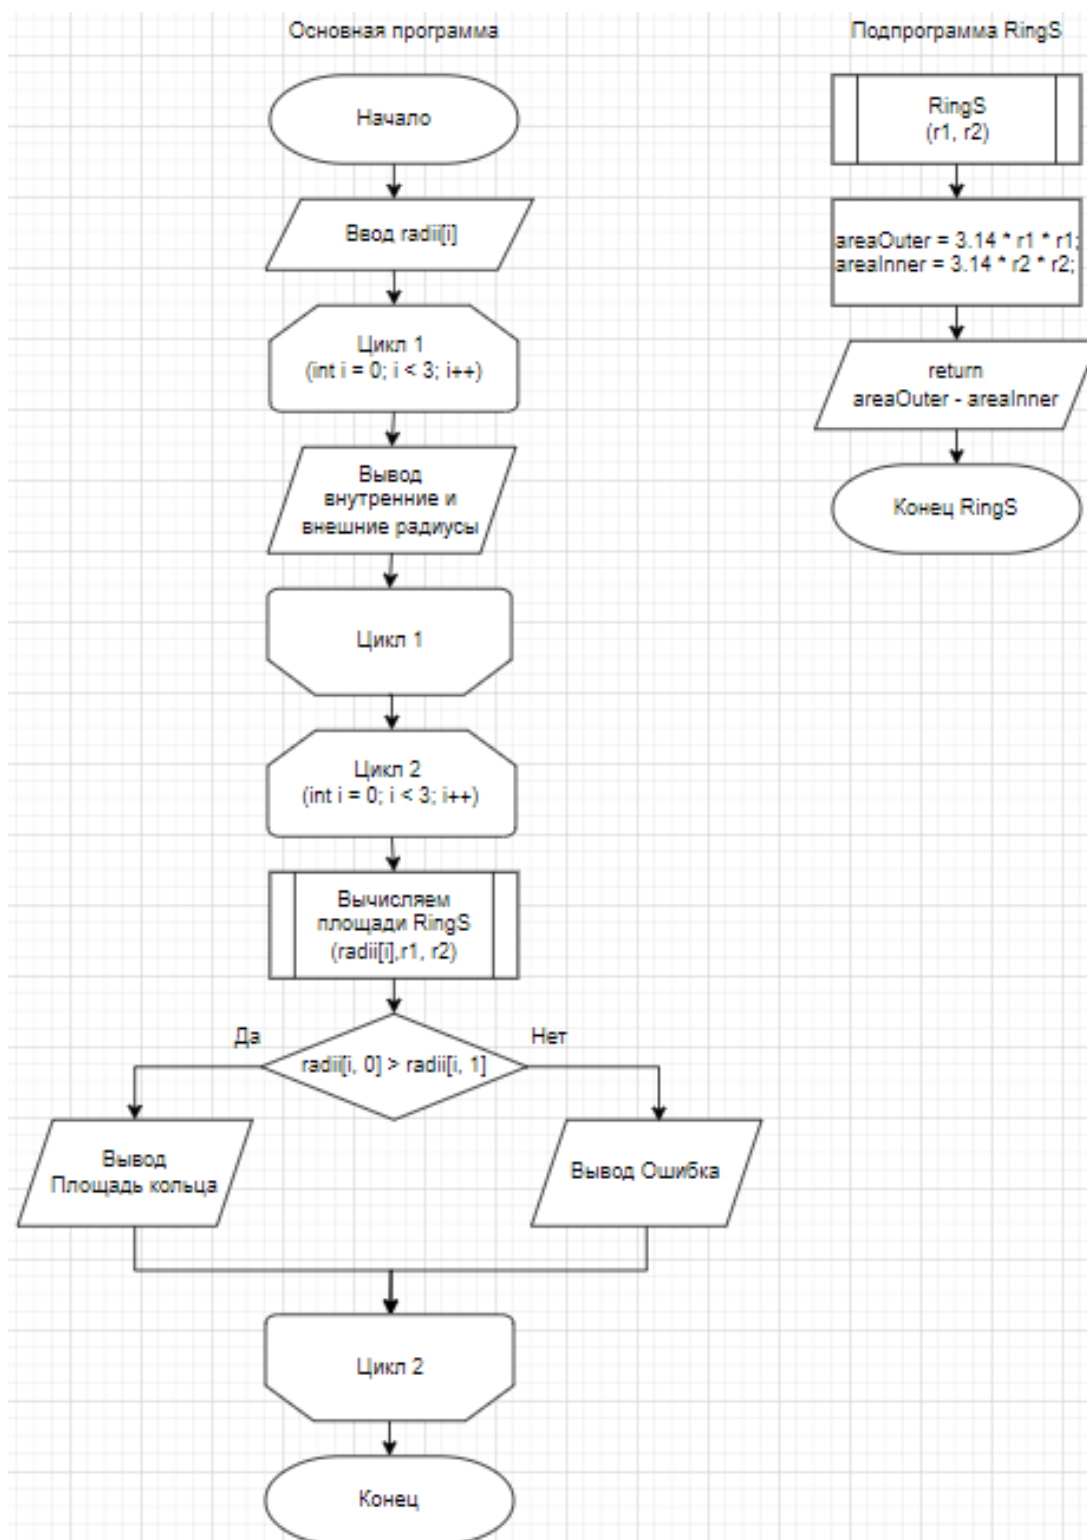 Основная программа
Начало
Ввод radii[i]
Цикл 1
(int i = 0; i < 3; i++)
Вывод
внутренние и
внешние радиусы
Цикл 1
Цикл 2
(int i = 0; i < 3; i++)
Вычисляем
площади RingS
(radii[i],r1, r2)
Да
Нет
radii[i, 0] > radii[i, 1]
Вывод
Площадь кольца
Вывод Ошибка
Цикл 2
Конец
Подпрограмма RingS
RingS
(r1, r2)
areaOuter = 3.14 * r1 * r1;
areaInner = 3.14 * r2 * r2;
return
areaOuter - areaInner
Конец RingS